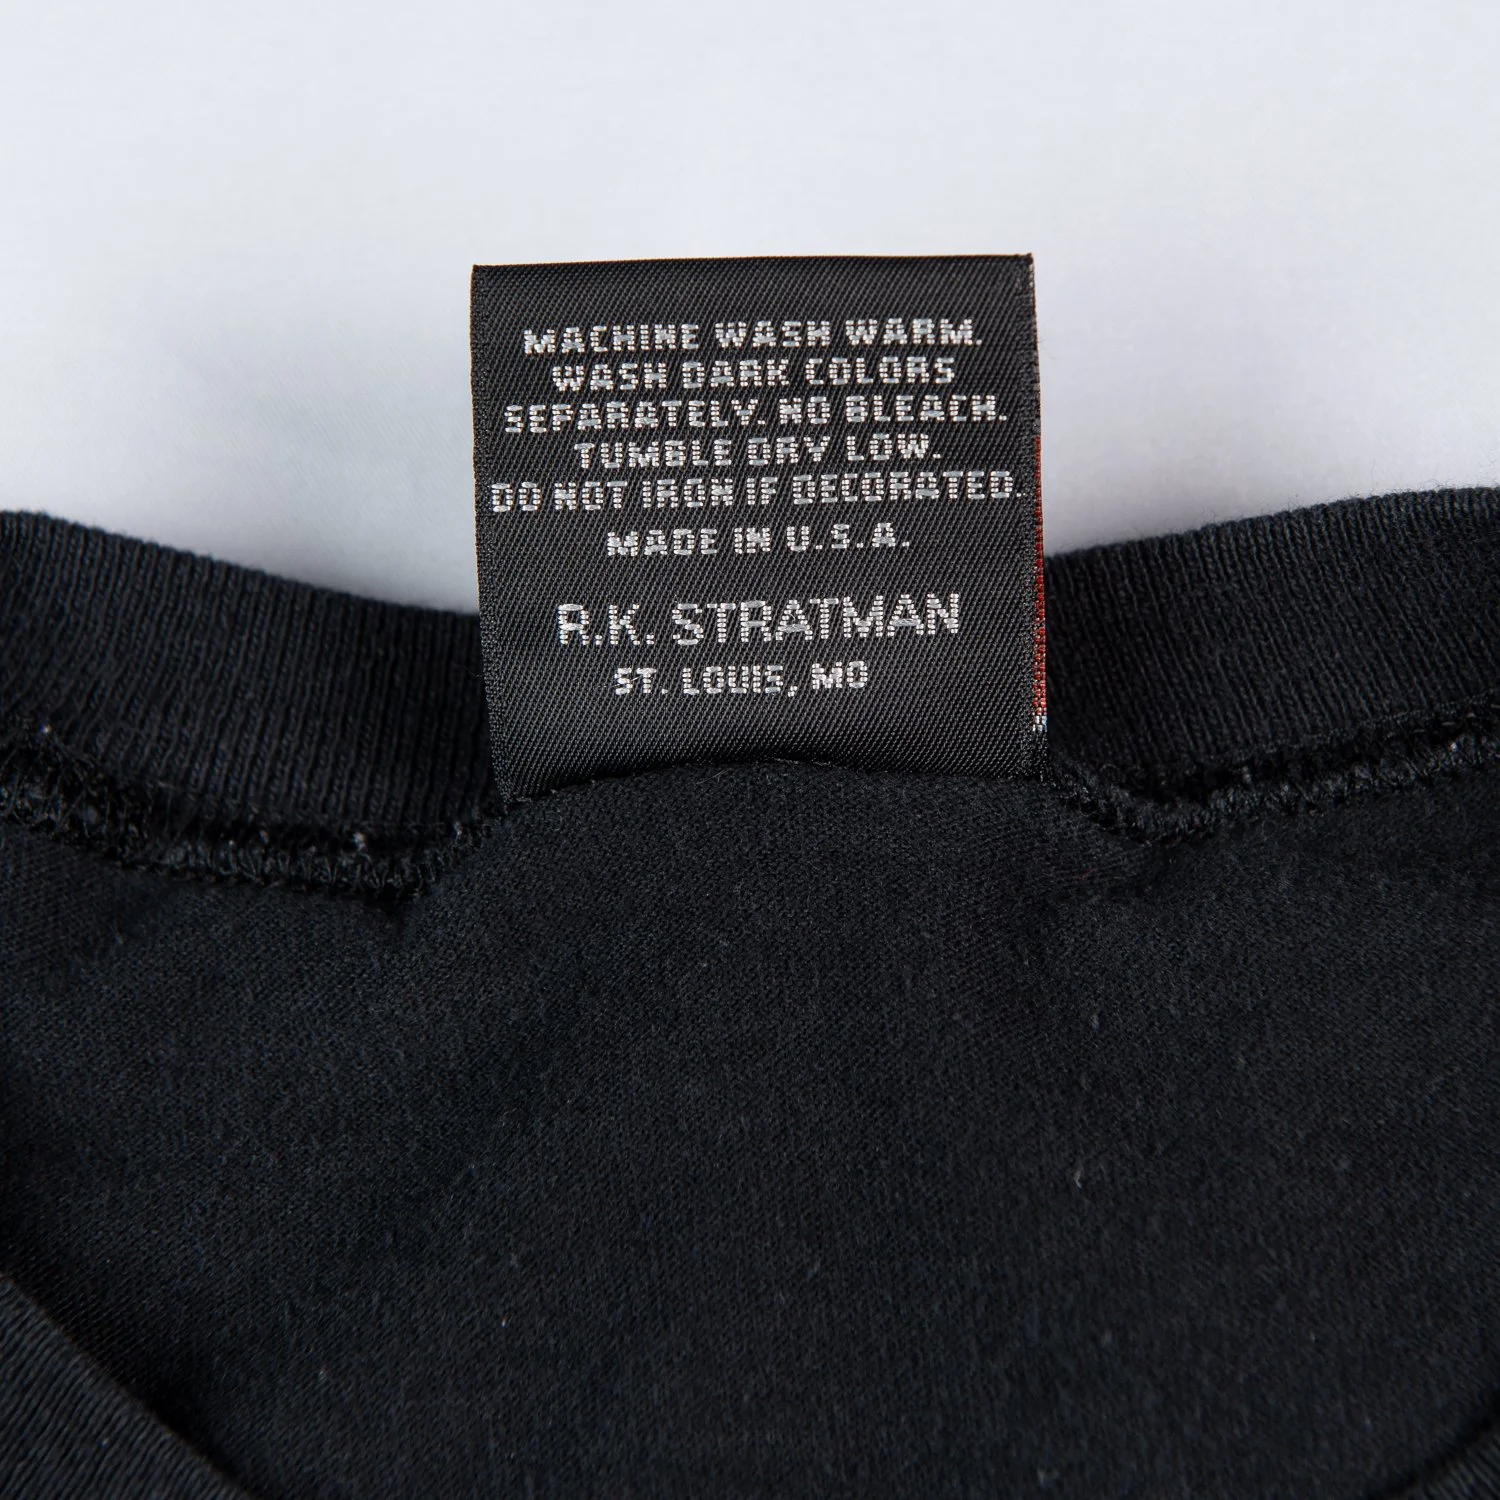 MACHINE WASH WARM.
WASH DARK COLORS
SEPARATELY. NO BLEACH.
TUMBLE DRY LOW.
DO NOT IRON IF DECORATED.
MADE IN U.S.A.
R.K. STRATMAN
ST. LOUIS, MO